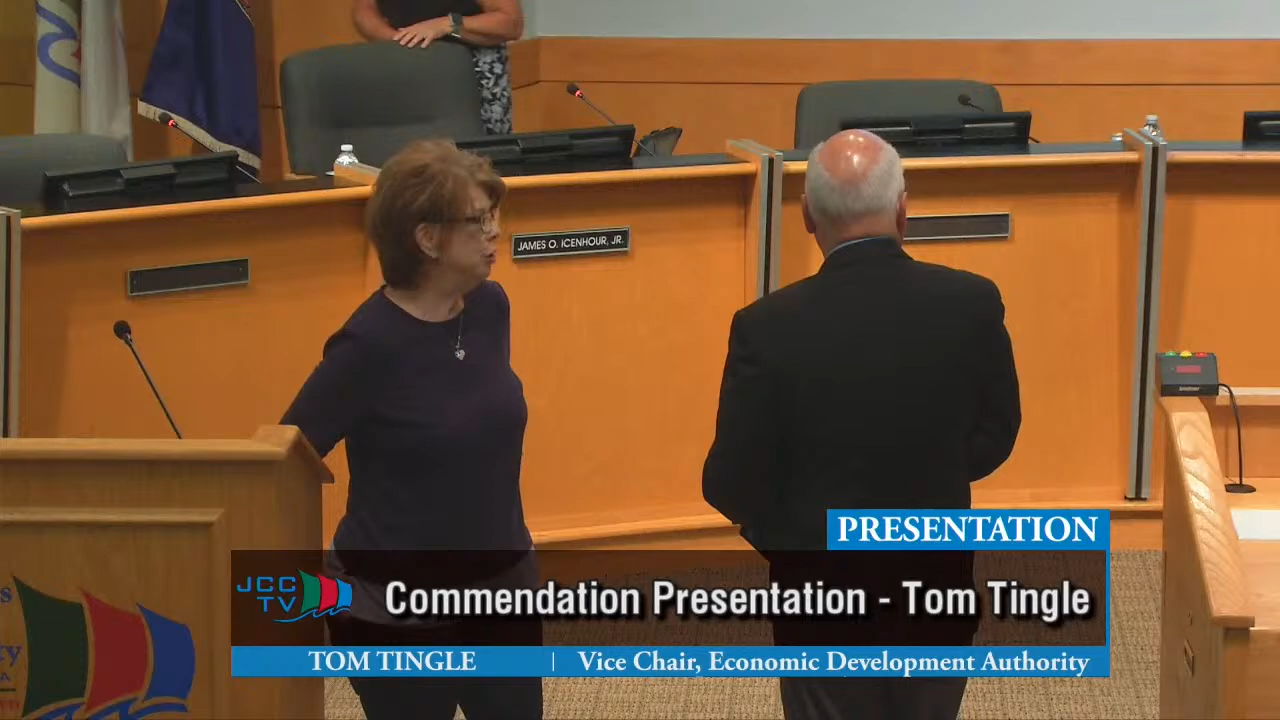 JAMES O. ICENHOUR, JR.
PRESENTATION
JCC
TV
Commendation Presentation - Tom Tingle
TOM TINGLE | Vice Chair, Economic Development Authority